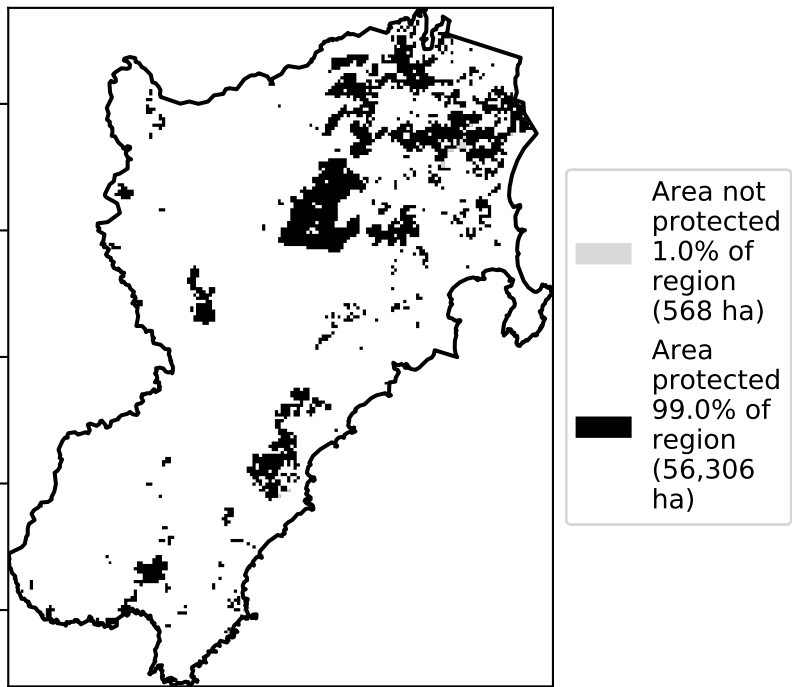 Area not
protected
1.0% of
region
(568 ha)
Area
protected
99.0% of
region
(56,306
ha)